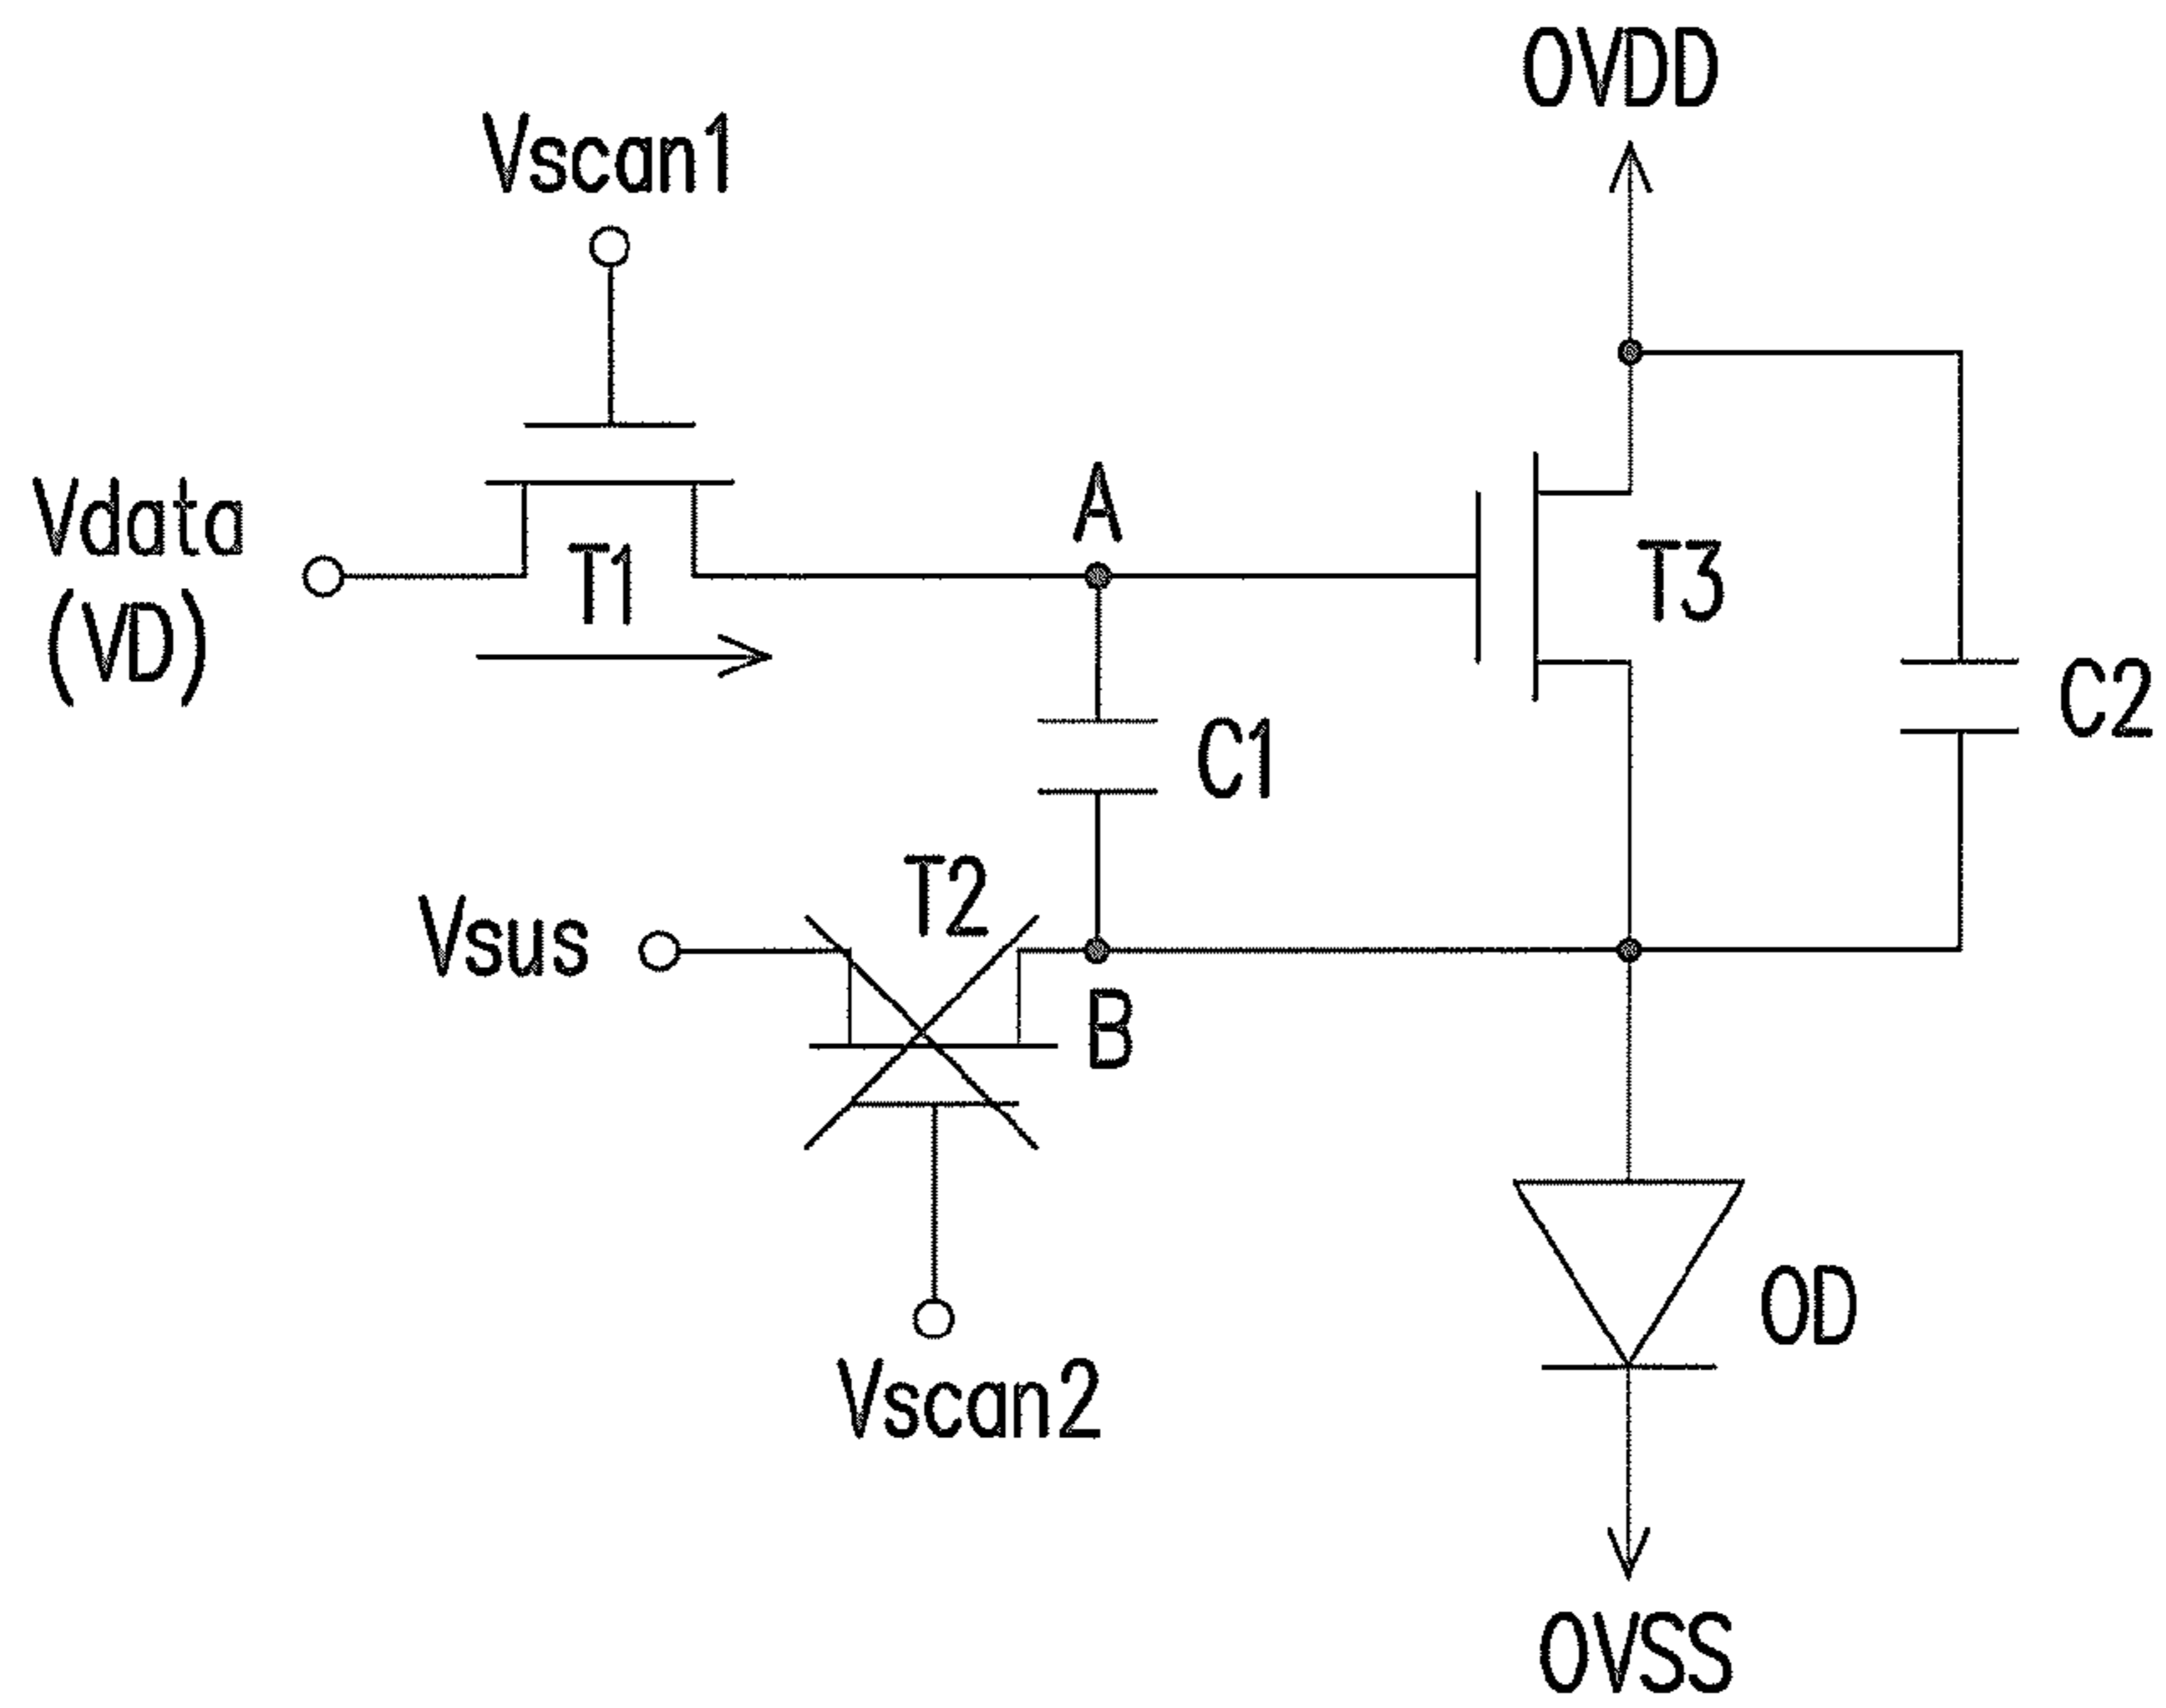 OVDD
Vscan1
Vdata
(VD)
T1
A
T3
C2
C1
T2
Vsus
B
OD
Vscan2
OVSS